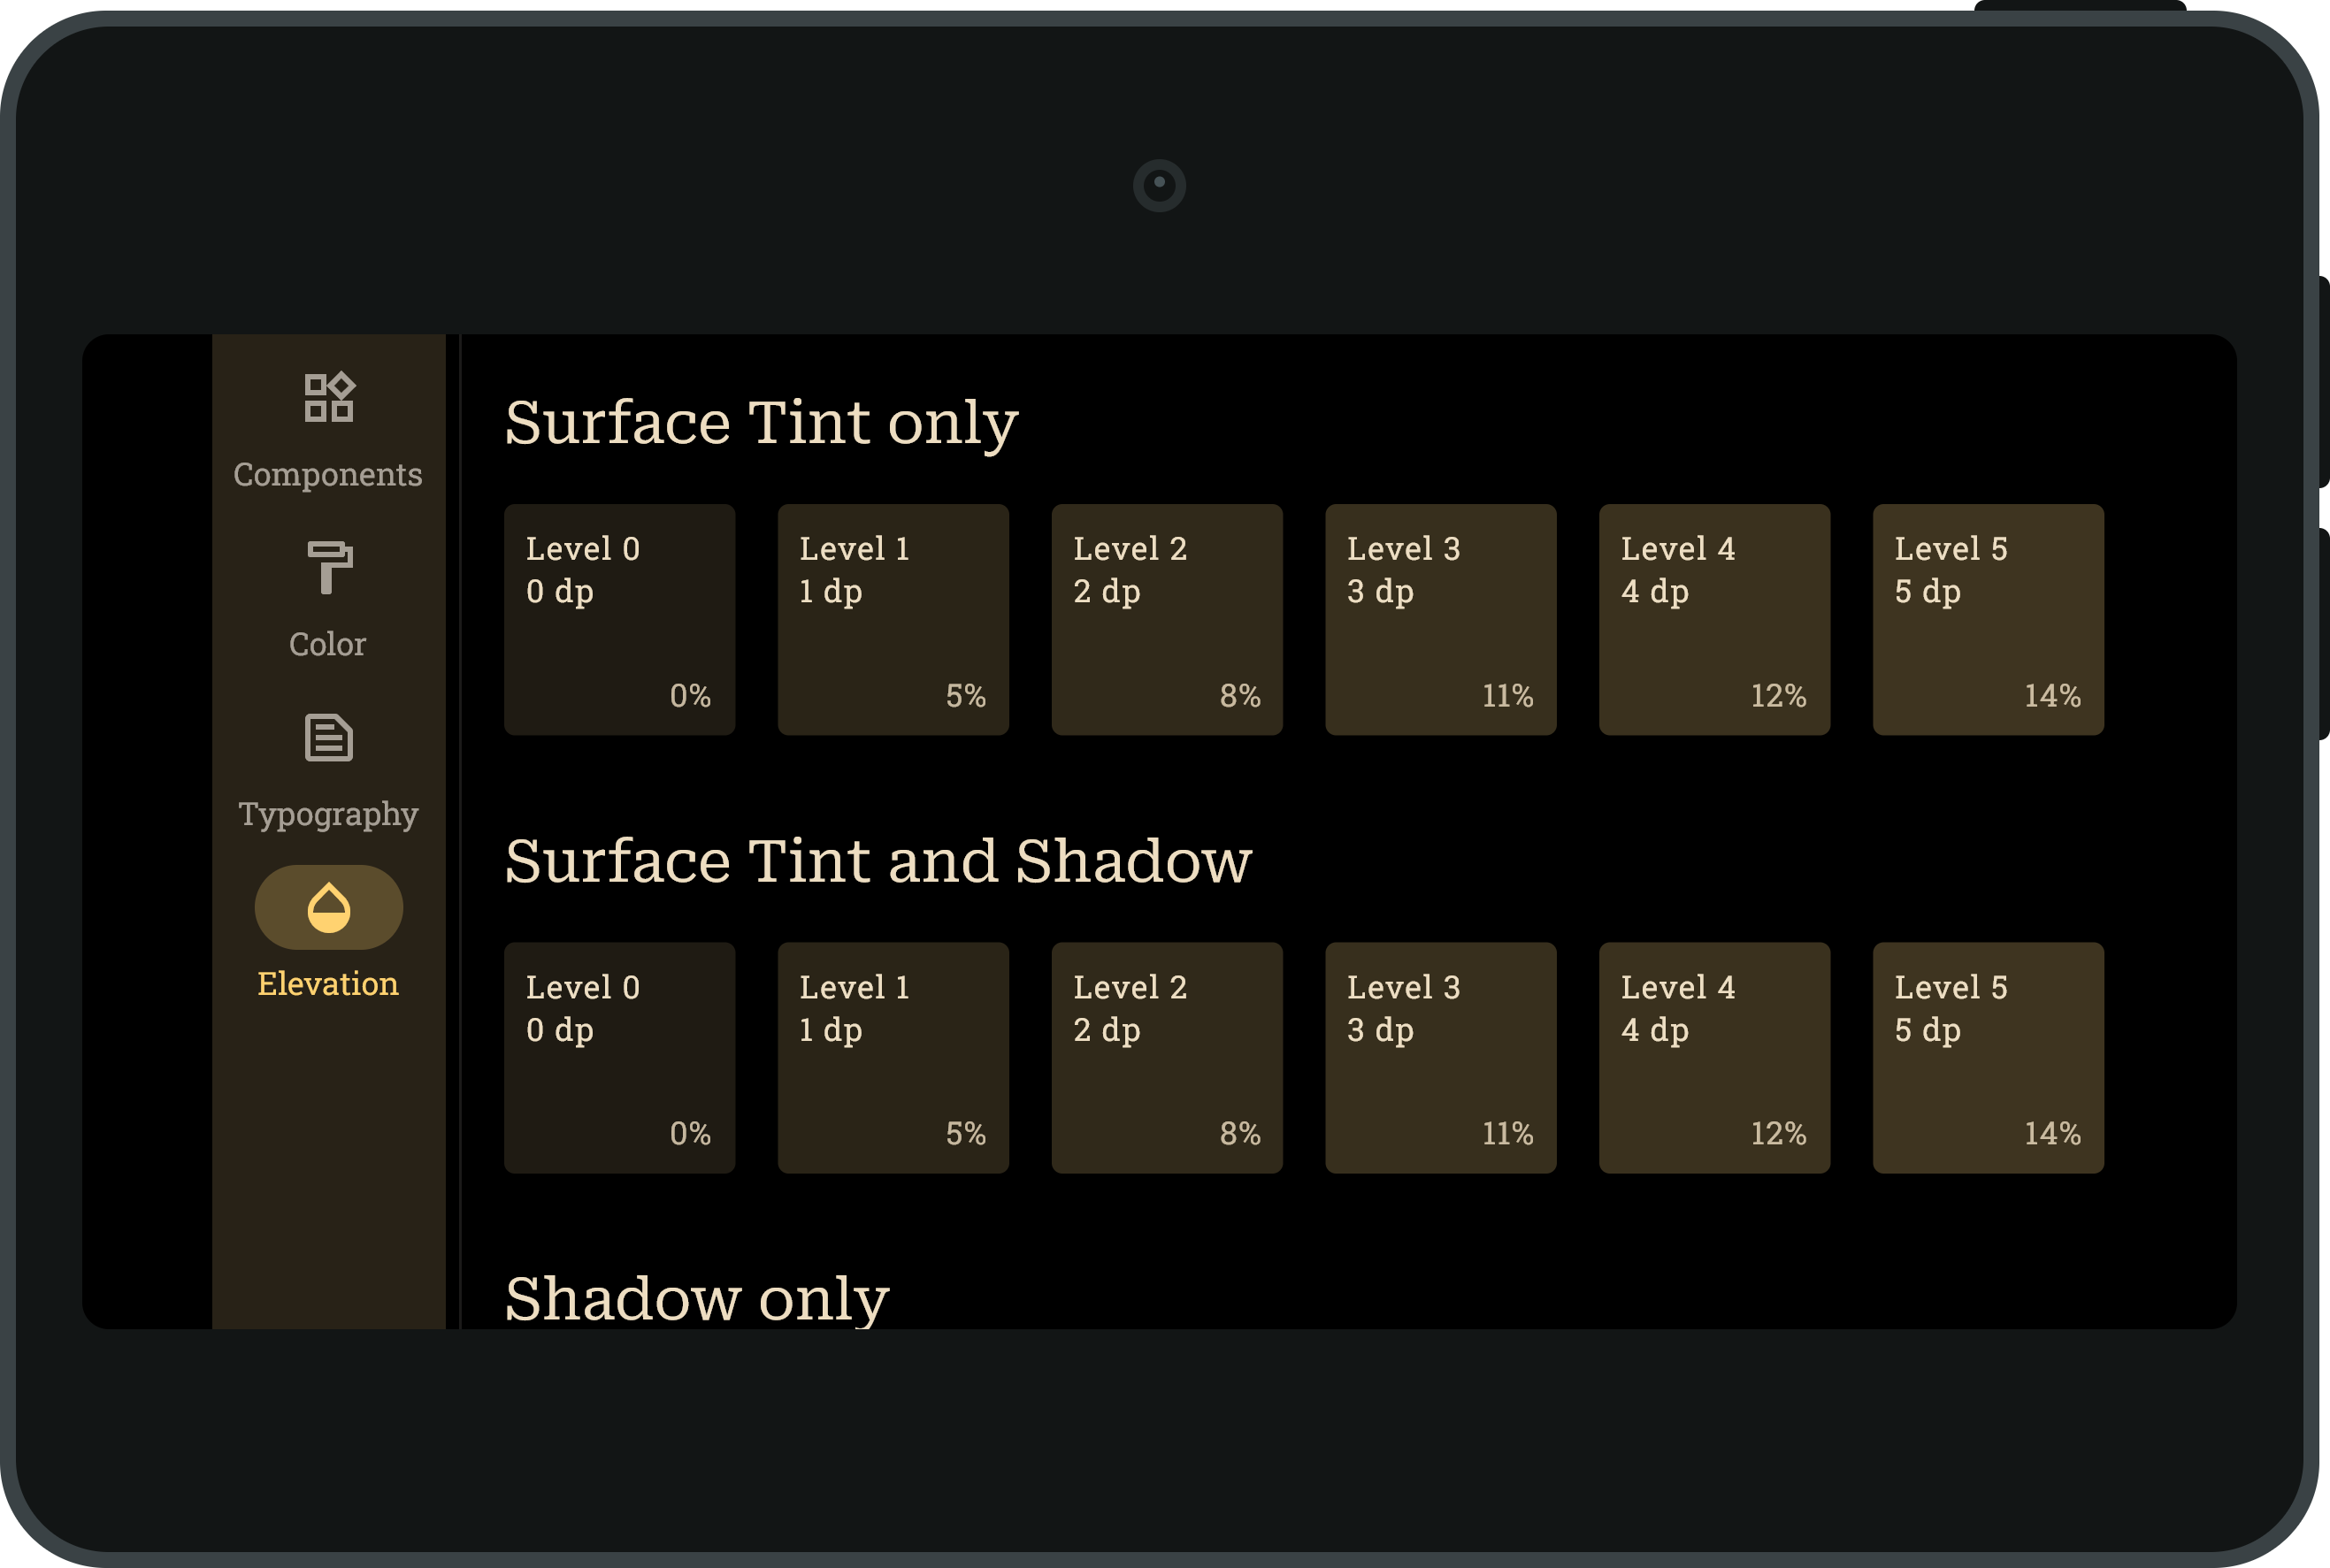 Components
Color
Typography
Elevation
Surface Tint only
Level 0
0 dp
0%
Level 1
1 dp
5%
Level 2
2 dp
8%
Level 3
3 dp
11%
Level 4
4 dp
12%
Level 5
5 dp
14%
Surface Tint and Shadow
Level 0
0 dp
0%
Level 1
1 dp
5%
Level 2
2 dp
8%
Level 3
3 dp
11%
Level 4
4 dp
12%
Level 5
5 dp
14%
Shadow only